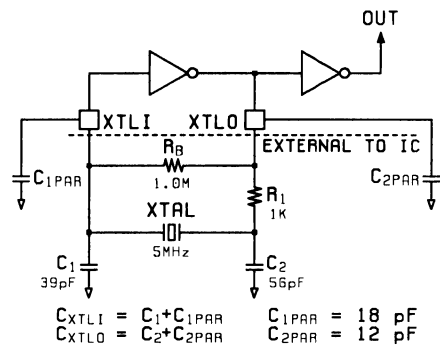 OUT
XTLI
XTLO
EXTERNAL TO IC
RB
1.0M
C1PAR
C2PAR
R1
1K
XTAL
5MHz
C1
39pF
C2
56pF
CXTLI = C1+C1PAR
C1PAR = 18 pF
CXTLO = C2+C2PAR
C2PAR = 12 pF